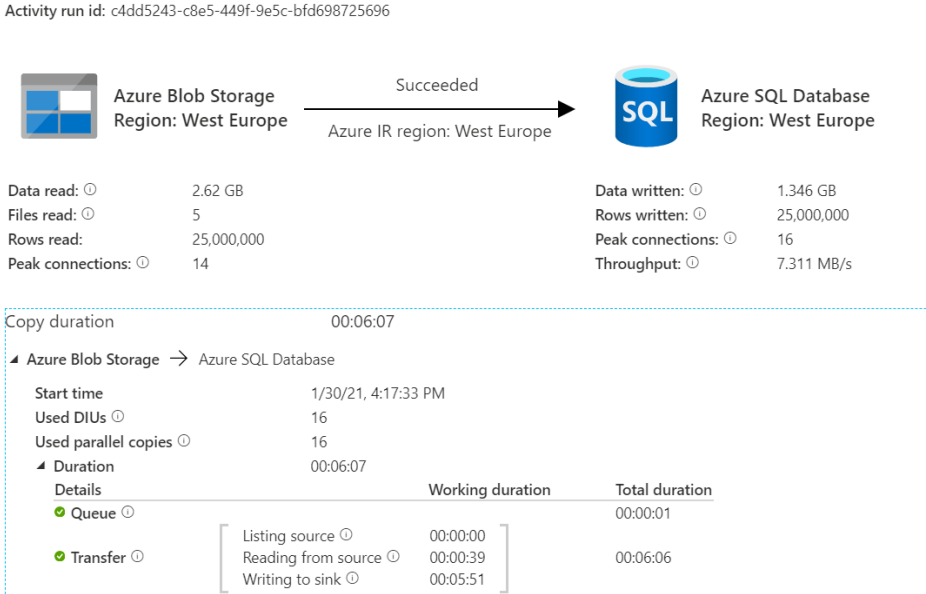 Activity run id: c4dd5243-c8e5-449f-9e5c-bfd698725696
Succeeded
Azure Blob Storage
Region: West Europe
Azure IR region: West Europe
SQL
Azure SQL Database
Region: West Europe
Data read: 2.62 GB
Files read: 5
Rows read: 25,000,000
Peak connections: 14
Data written: 1.346 GB
Rows written: 25,000,000
Peak connections: 16
Throughput: 7.311 MB/s
Copy duration 00:06:07
Azure Blob Storage → Azure SQL Database
Start time 1/30/21, 4:17:33 PM
Used DIUs 16
Used parallel copies 16
Duration 00:06:07
Details Working duration Total duration
Queue 00:00:01
Listing source 00:00:00
Transfer Reading from source 00:00:39 00:06:06
Writing to sink 00:05:51